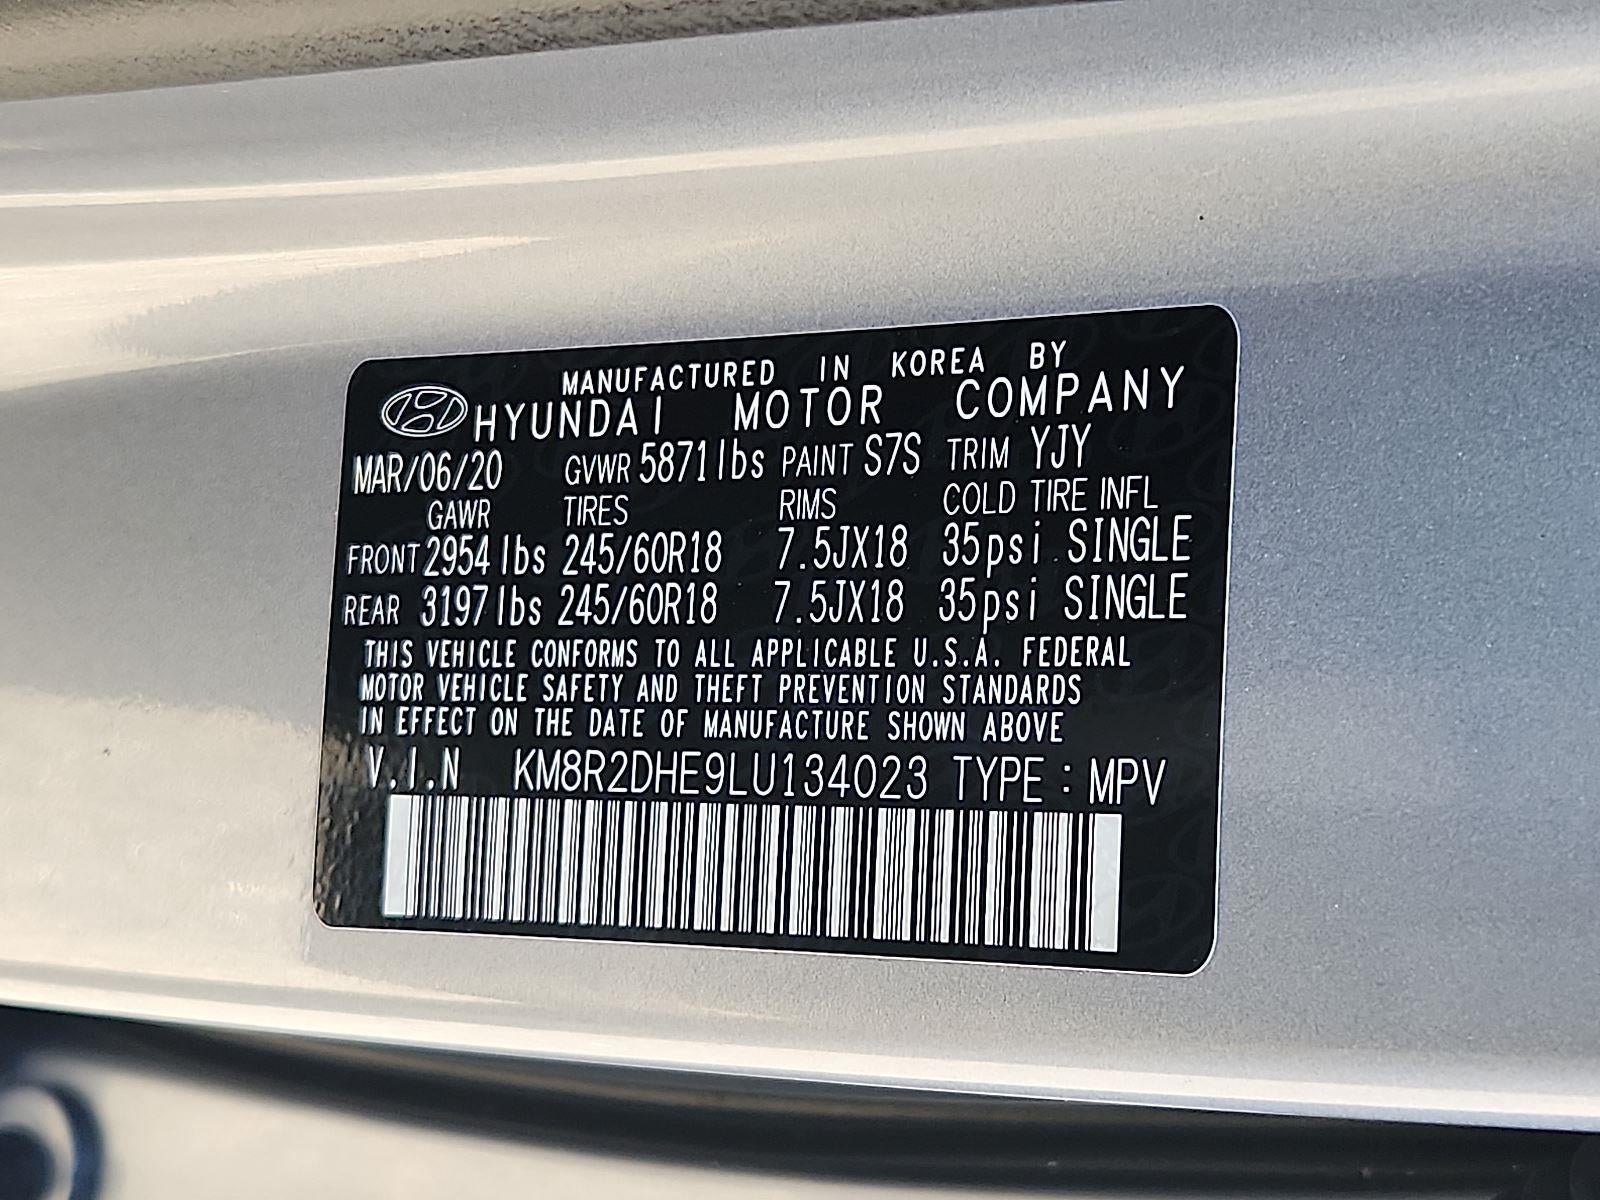 MANUFACTURED IN KOREA BY
HYUNDAI MOTOR COMPANY
MAR/06/20 GVWR 5871lbs PAINT S7S TRIM YJY
GAWR TIRES RIMS COLD TIRE INFL
FRONT 2954lbs 245/60R18 7.5JX18 35psi SINGLE
REAR 3197lbs 245/60R18 7.5JX18 35psi SINGLE
THIS VEHICLE CONFORMS TO ALL APPLICABLE U.S.A. FEDERAL
MOTOR VEHICLE SAFETY AND THEFT PREVENTION STANDARDS
IN EFFECT ON THE DATE OF MANUFACTURE SHOWN ABOVE
V.I.N KM8R2DHE9LU134023 TYPE : MPV